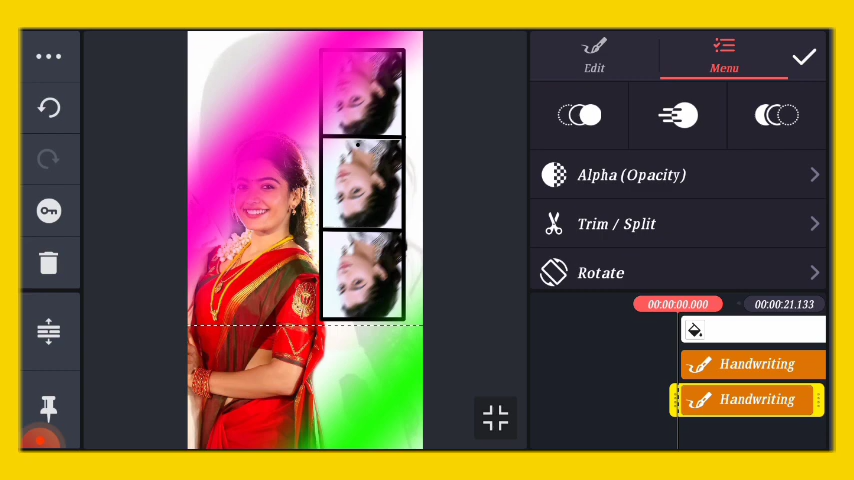 Edit
Menu
Alpha (Opacity)
Trim / Split
Rotate
00:00:00.000
00:00:21.133
Handwriting
Handwriting